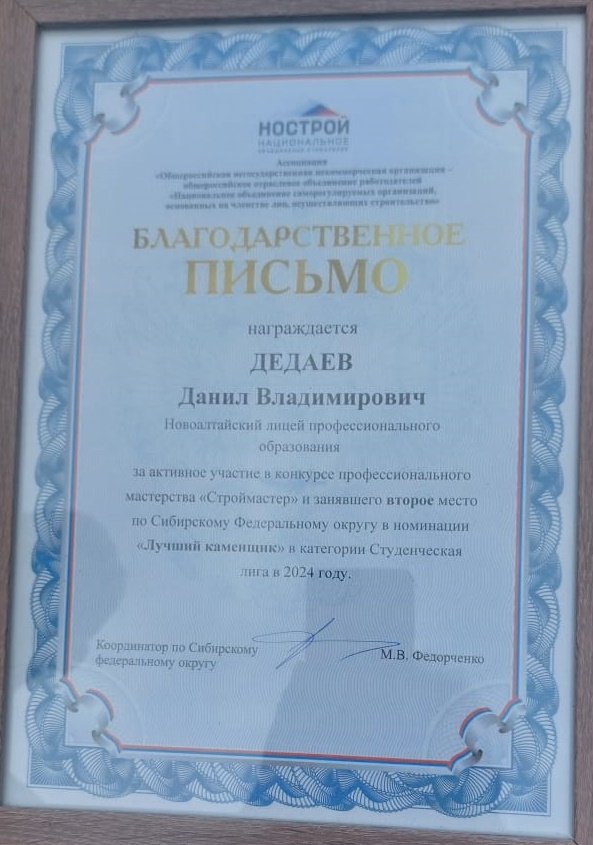 НОСТРОЙ
НАЦИОНАЛЬНОЕ
ОБЪЕДИНЕНИЕ СТРОИТЕЛЕЙ
Ассоциация
«Общероссийская негосударственная некоммерческая организация –
общероссийское отраслевое объединение работодателей
«Национальное объединение саморегулируемых организаций,
основанных на членстве лиц, осуществляющих строительство»
БЛАГОДАРСТВЕННОЕ
ПИСЬМО
награждается
ДЕДАЕВ
Данил Владимирович
Новоалтайский лицей профессионального
образования
за активное участие в конкурсе профессионального
мастерства «Строймастер» и занявшего второе место
по Сибирскому Федеральному округу в номинации
«Лучший каменщик» в категории Студенческая
лига в 2024 году.
Координатор по Сибирскому
федеральному округу
М.В. Федорченко